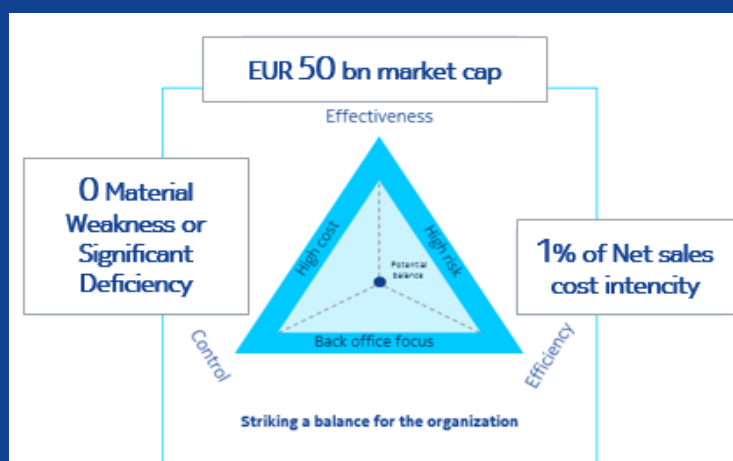 EUR 50 bn market cap
Effectiveness
0 Material
Weakness or
Significant
Deficiency
High cost
High risk
Potential
balance
1% of Net sales
cost intencity
Back office focus
Control
Efficiency
Striking a balance for the organization